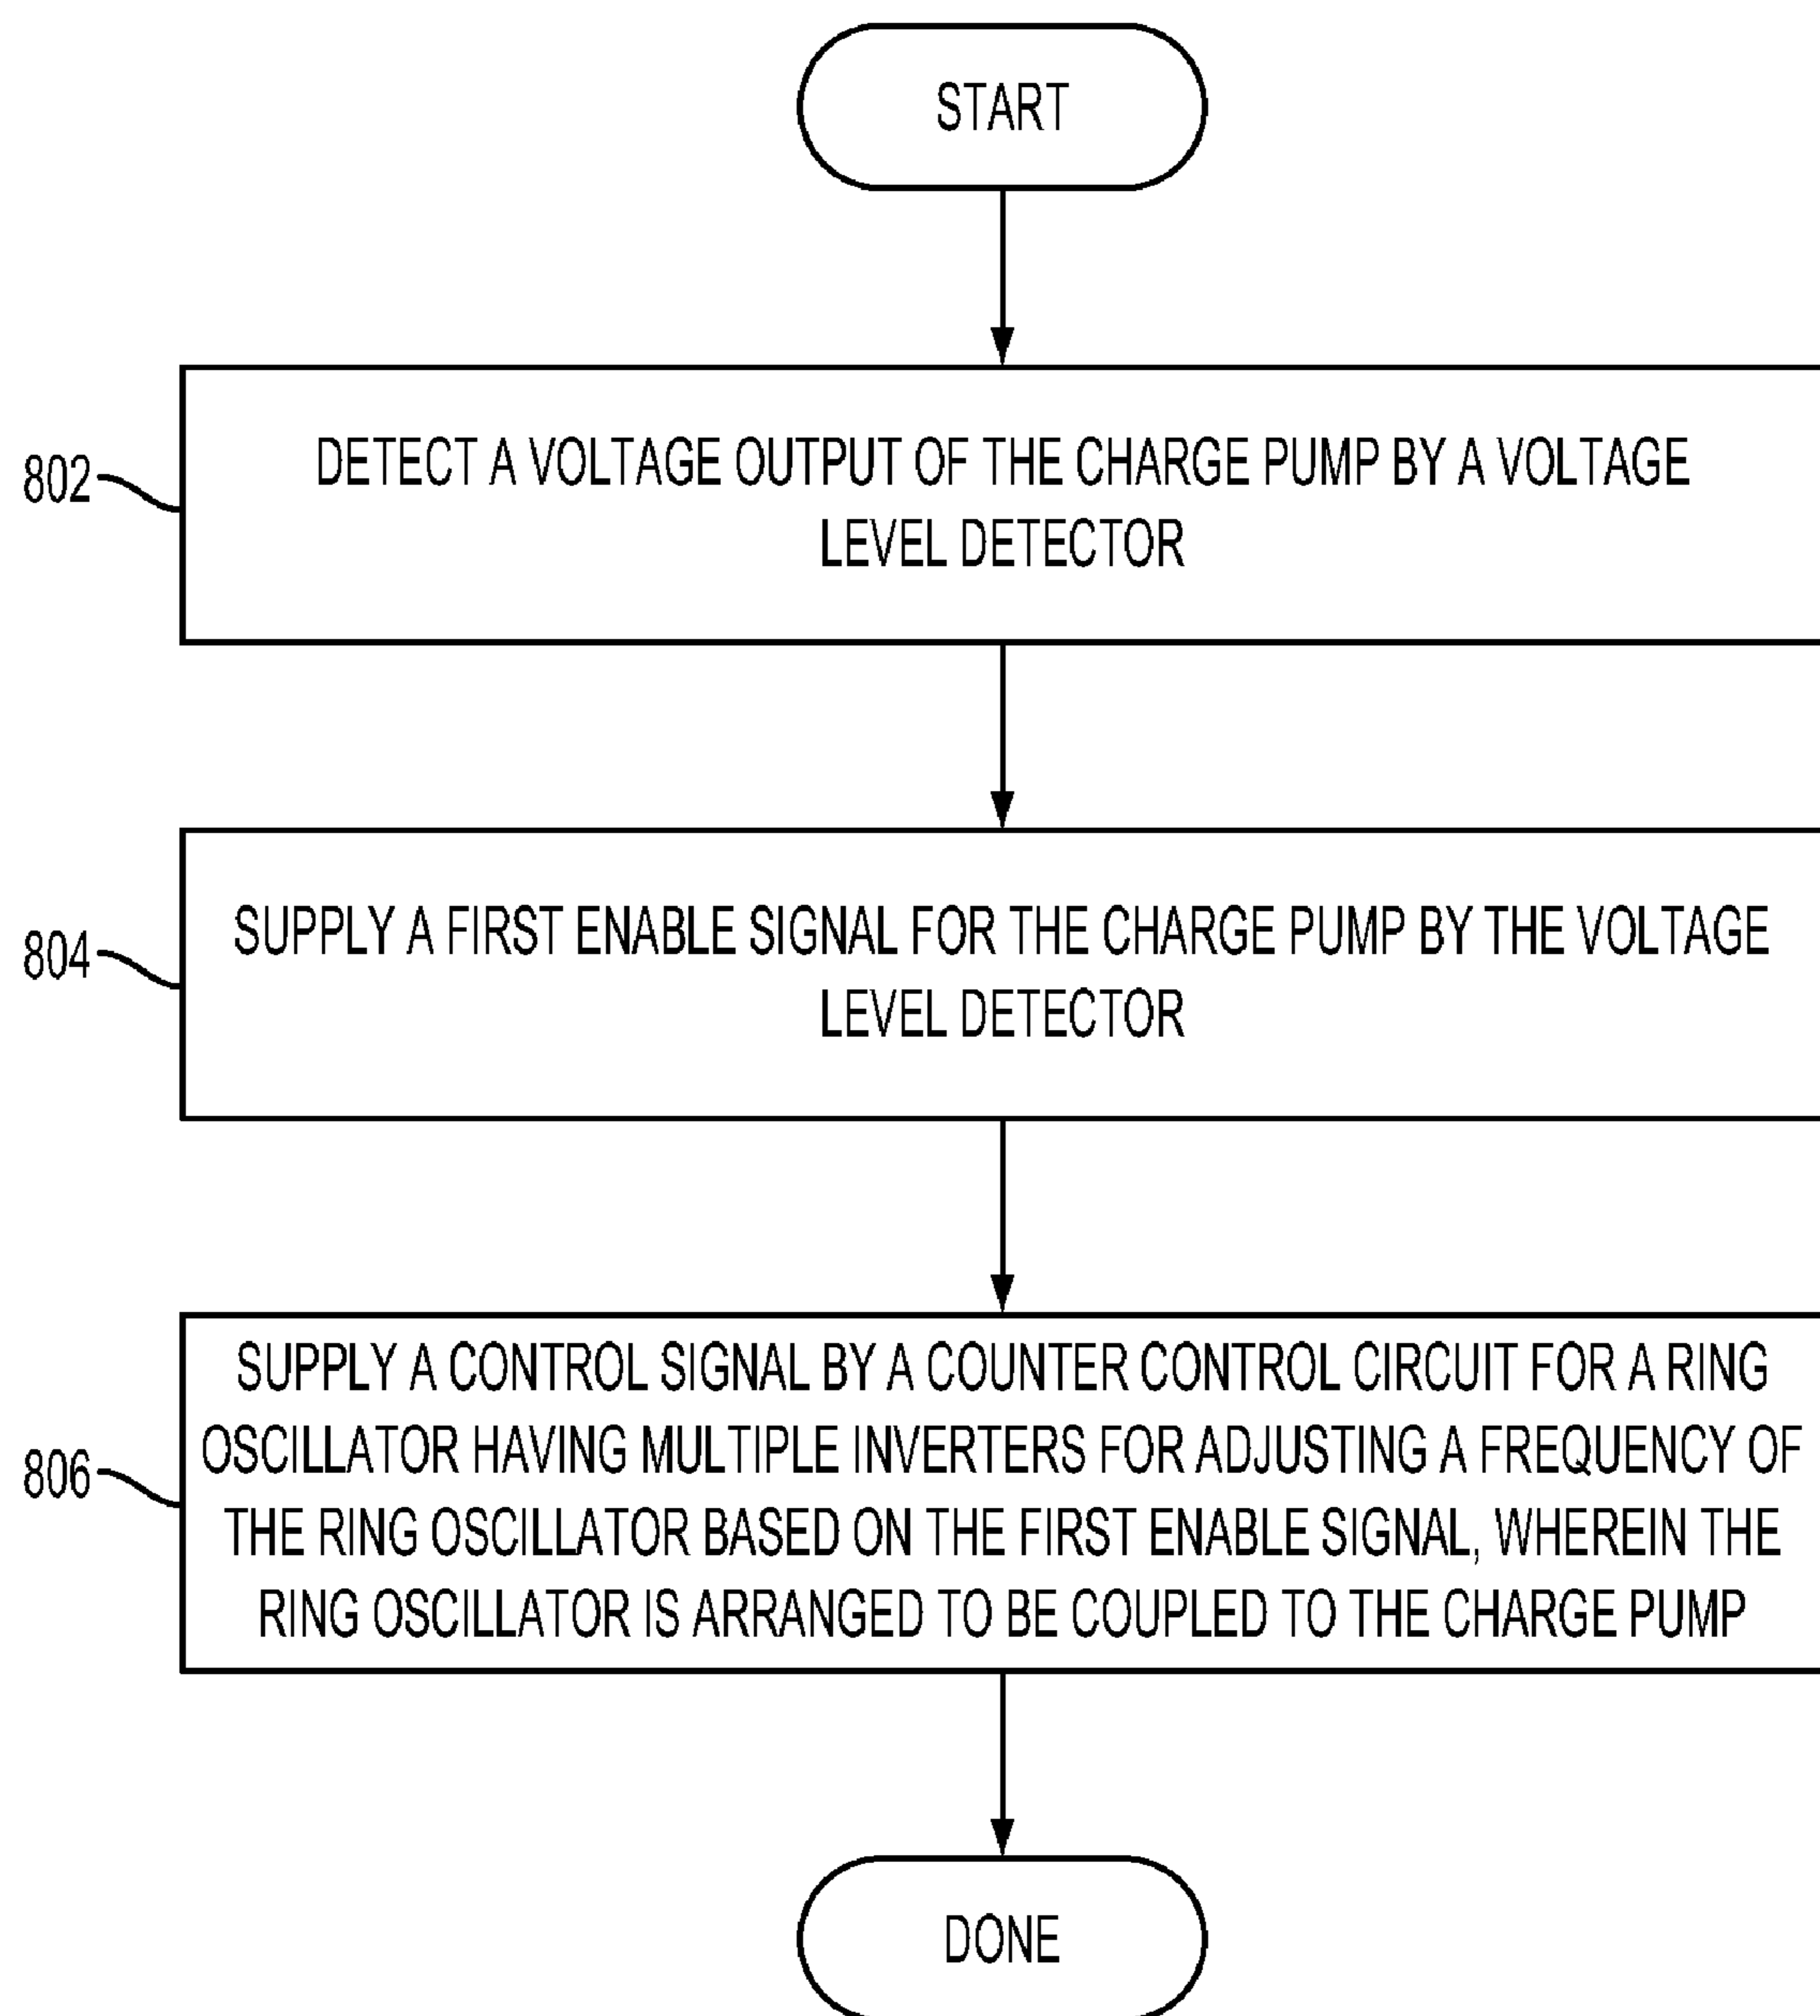 START
802
DETECT A VOLTAGE OUTPUT OF THE CHARGE PUMP BY A VOLTAGE
LEVEL DETECTOR
804
SUPPLY A FIRST ENABLE SIGNAL FOR THE CHARGE PUMP BY THE VOLTAGE
LEVEL DETECTOR
806
SUPPLY A CONTROL SIGNAL BY A COUNTER CONTROL CIRCUIT FOR A RING
OSCILLATOR HAVING MULTIPLE INVERTERS FOR ADJUSTING A FREQUENCY OF
THE RING OSCILLATOR BASED ON THE FIRST ENABLE SIGNAL, WHEREIN THE
RING OSCILLATOR IS ARRANGED TO BE COUPLED TO THE CHARGE PUMP
DONE